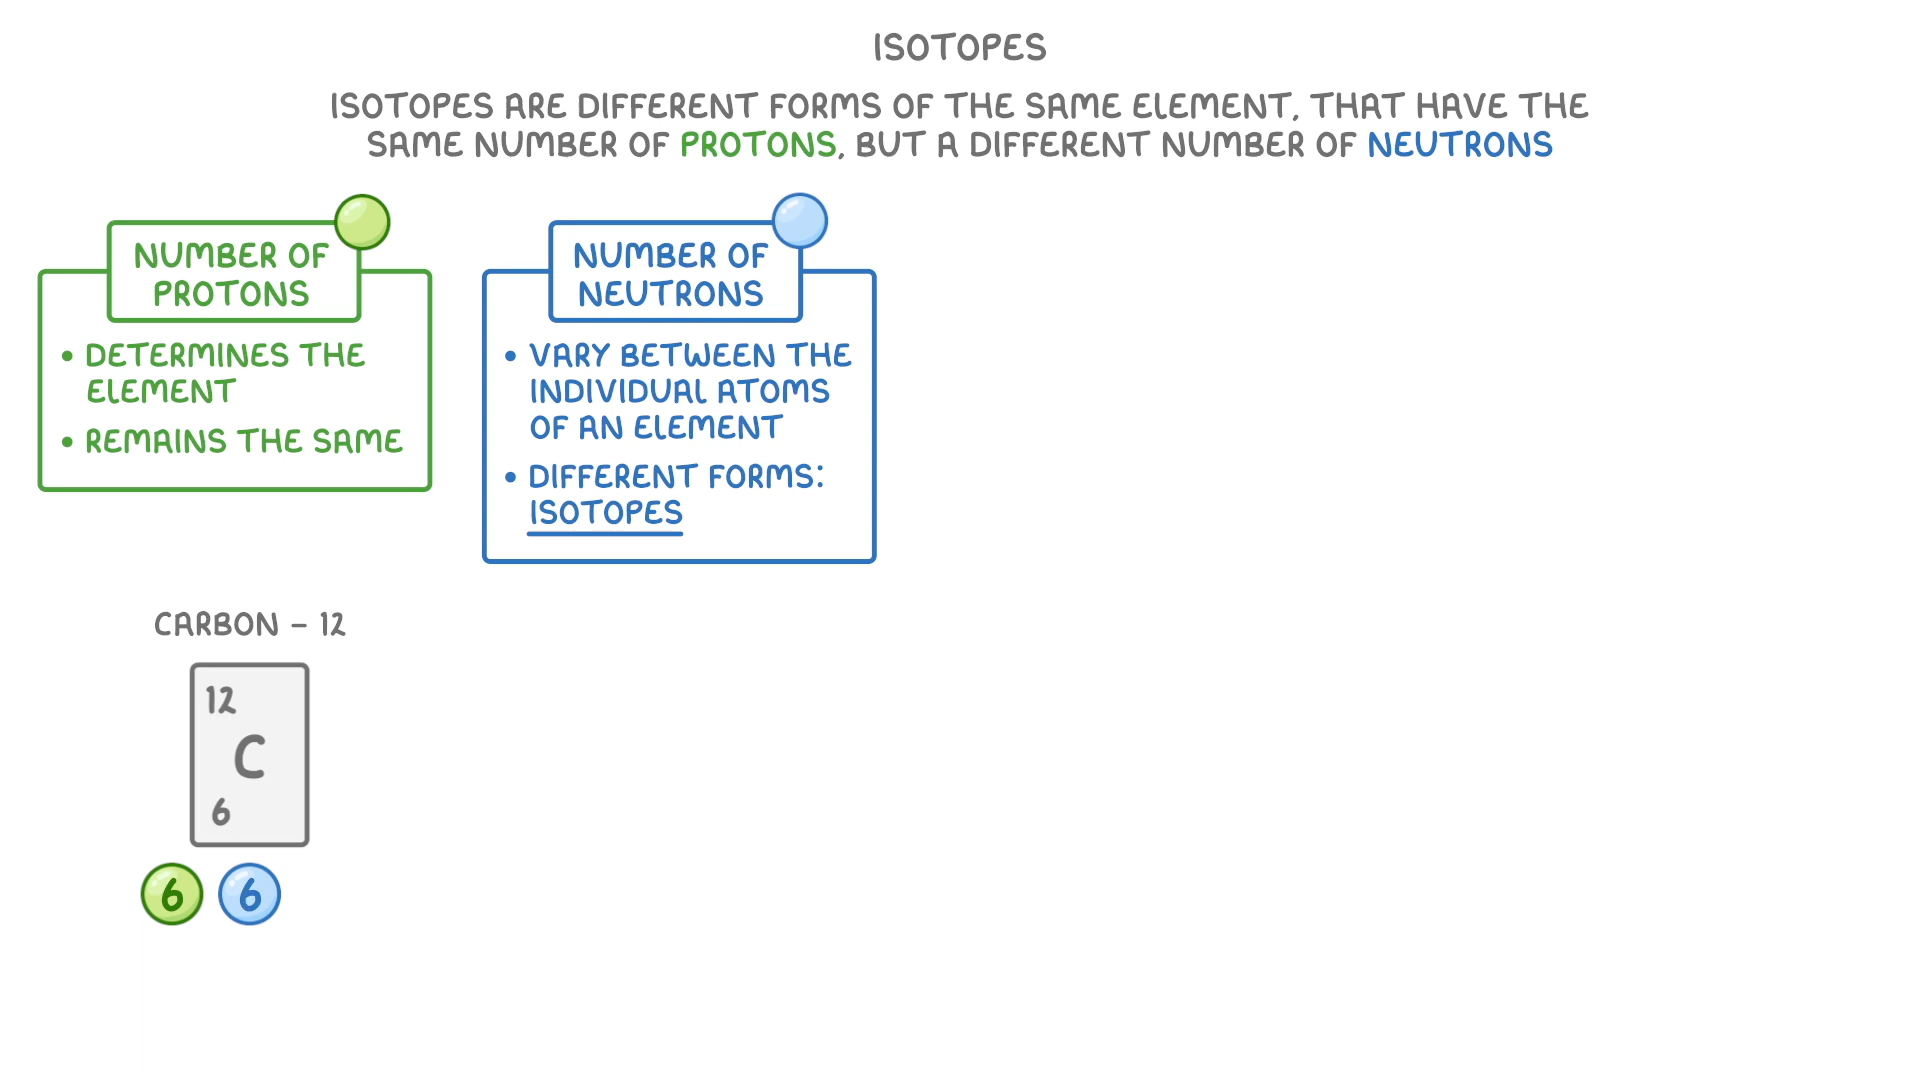 ISOTOPES
ISOTOPES ARE DIFFERENT FORMS OF THE SAME ELEMENT, THAT HAVE THE
SAME NUMBER OF PROTONS, BUT A DIFFERENT NUMBER OF NEUTRONS
NUMBER OF
PROTONS
• DETERMINES THE
ELEMENT
• REMAINS THE SAME
NUMBER OF
NEUTRONS
• VARY BETWEEN THE
INDIVIDUAL ATOMS
OF AN ELEMENT
• DIFFERENT FORMS:
ISOTOPES
CARBON – 12
12
C
6
6 6